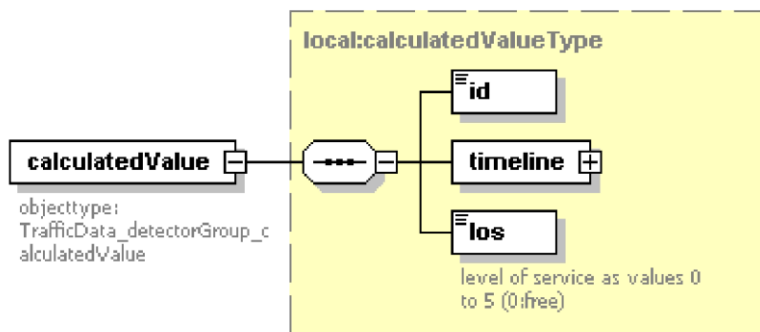 local:calculatedValueType
id
calculatedValue
timeline
objecttype:
TrafficData_detectorGroup_c
alculatedValue
los
level of service as values 0
to 5 (0:free)